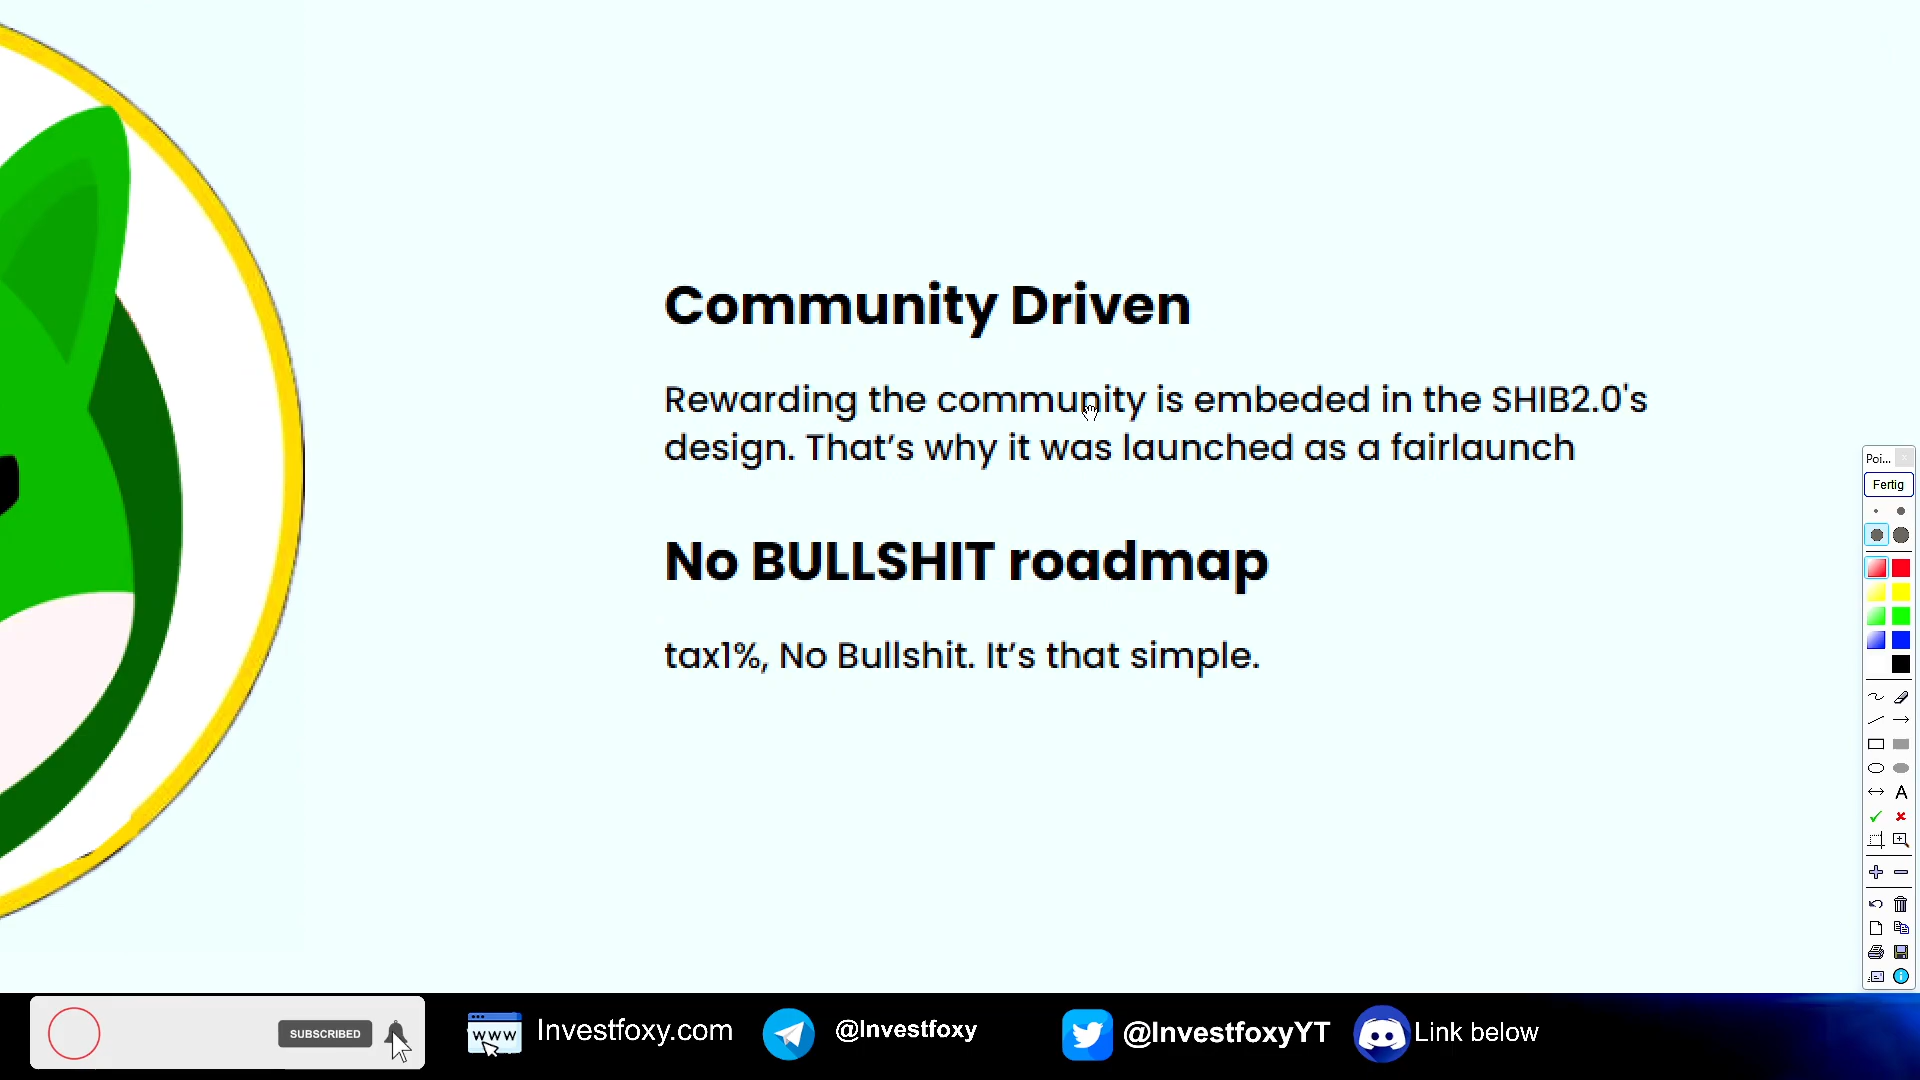 Community Driven
Rewarding the community is embeded in the SHIB2.0's
design. That’s why it was launched as a fairlaunch
No BULLSHIT roadmap
tax1%, No Bullshit. It’s that simple.
Poi...
Fertig
A
SUBSCRIBED
www
Investfoxy.com
@Investfoxy
@InvestfoxyYT
Link below